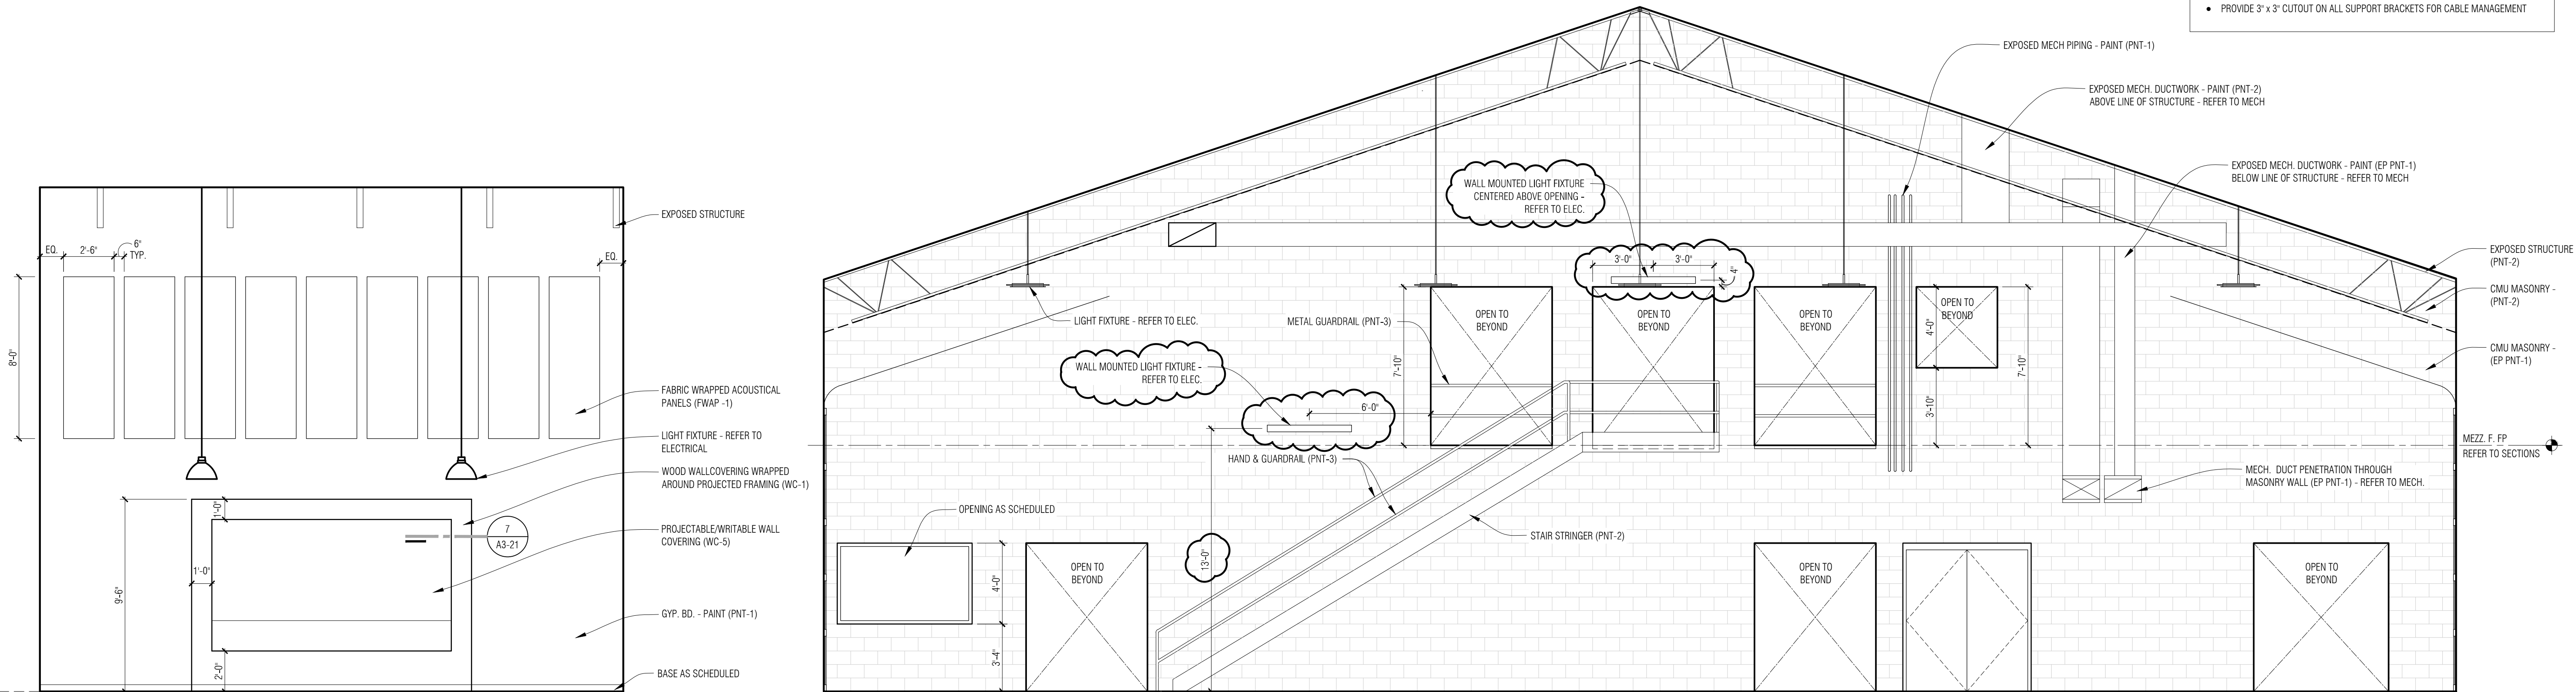 • PROVIDE 3" x 3" CUTOUT ON ALL SUPPORT BRACKETS FOR CABLE MANAGEMENT
EXPOSED STRUCTURE
EQ.
2'-6"
6"
TYP.
EQ.
8'-0"
FABRIC WRAPPED ACOUSTICAL
PANELS (FWAP -1)
LIGHT FIXTURE - REFER TO
ELECTRICAL
WOOD WALLCOVERING WRAPPED
AROUND PROJECTED FRAMING (WC-1)
1'-0"
PROJECTABLE/WRITABLE WALL
COVERING (WC-5)
7
A3-21
1'-0"
9'-6"
GYP. BD. - PAINT (PNT-1)
2'-0"
BASE AS SCHEDULED
EXPOSED MECH PIPING - PAINT (PNT-1)
EXPOSED MECH. DUCTWORK - PAINT (PNT-2)
ABOVE LINE OF STRUCTURE - REFER TO MECH
EXPOSED MECH. DUCTWORK - PAINT (EP PNT-1)
BELOW LINE OF STRUCTURE - REFER TO MECH
WALL MOUNTED LIGHT FIXTURE
CENTERED ABOVE OPENING -
REFER TO ELEC.
3'-0"
3'-0"
4"
EXPOSED STRUCTURE
(PNT-2)
CMU MASONRY -
(PNT-2)
CMU MASONRY -
(EP PNT-1)
LIGHT FIXTURE - REFER TO ELEC.
METAL GUARDRAIL (PNT-3)
OPEN TO
BEYOND
OPEN TO
BEYOND
OPEN TO
BEYOND
OPEN TO
BEYOND
4'-0"
7'-10"
7'-10"
3'-10"
WALL MOUNTED LIGHT FIXTURE -
REFER TO ELEC.
6'-0"
MEZZ. F. FP
REFER TO SECTIONS
HAND & GUARDRAIL (PNT-3)
MECH. DUCT PENETRATION THROUGH
MASONRY WALL (EP PNT-1) - REFER TO MECH.
OPENING AS SCHEDULED
STAIR STRINGER (PNT-2)
13'-0"
4'-0"
3'-4"
OPEN TO
BEYOND
OPEN TO
BEYOND
OPEN TO
BEYOND